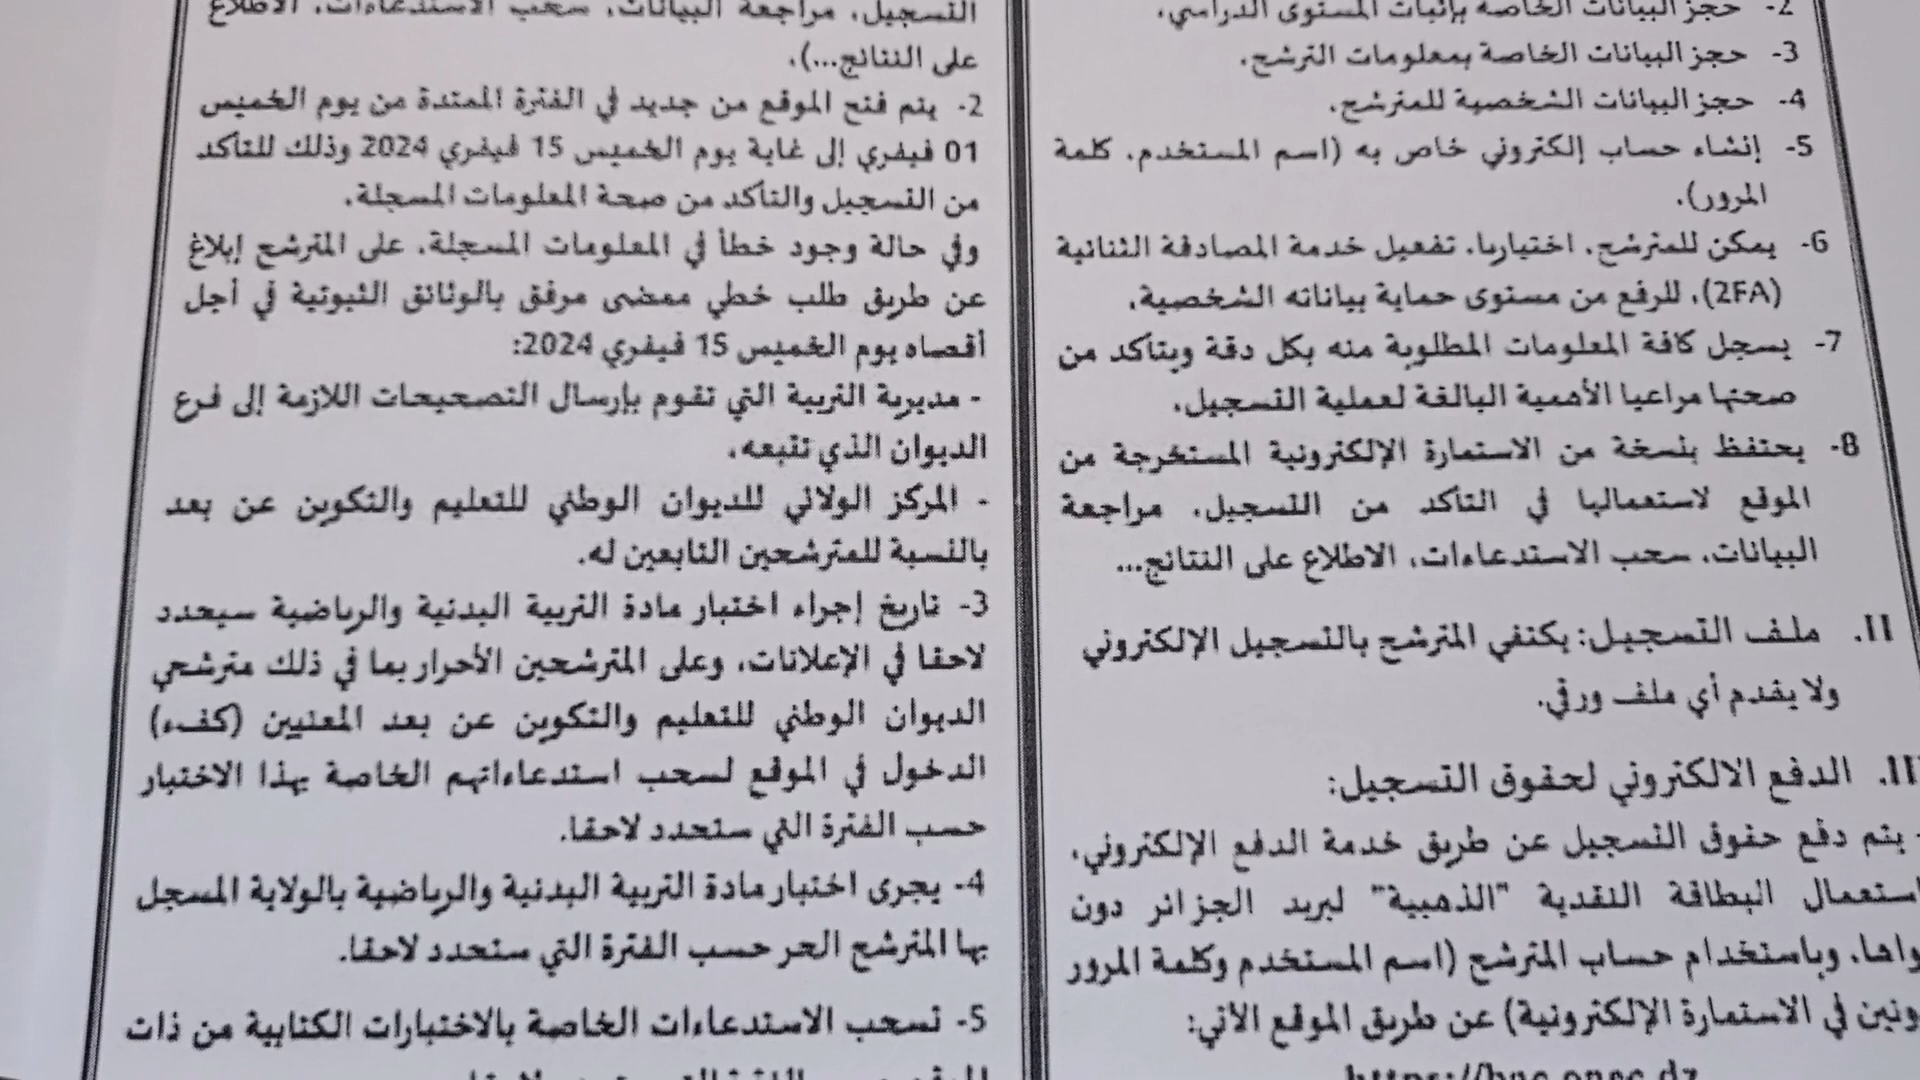 2- حجز البيانات الخاصة بإثبات المستوى الدراسي،
3- حجز البيانات الخاصة بمعلومات الترشح،
4- حجز البيانات الشخصية للمترشح،
5- إنشاء حساب إلكتروني خاص به (اسم المستخدم، كلمة
المرور)،
6- يمكن للمترشح، اختياريا، تفعيل خدمة المصادقة الثنائية
(2FA)، للرفع من مستوى حماية بياناته الشخصية،
7- يسجل كافة المعلومات المطلوبة منه بكل دقة ويتأكد من
صحتها مراعيا الأهمية البالغة لعملية التسجيل،
8- يحتفظ بنسخة من الاستمارة الإلكترونية المستخرجة من
الموقع لاستعمالها في التأكد من التسجيل، مراجعة
البيانات، سحب الاستدعاءات، الاطلاع على النتائج...
II. ملف التسجيل: يكتفي المترشح بالتسجيل الإلكتروني
ولا يقدم أي ملف ورقي.
III. الدفع الالكتروني لحقوق التسجيل:
- يتم دفع حقوق التسجيل عن طريق خدمة الدفع الإلكتروني،
استعمال البطاقة النقدية "الذهبية" لبريد الجزائر دون
واها، وباستخدام حساب المترشح (اسم المستخدم وكلمة المرور
ونين في الاستمارة الإلكترونية) عن طريق الموقع الآتي:
https://bac.onec.dz
التسجيل، مراجعة البيانات، سحب الاستدعاءات، الاطلاع
على النتائج...)،
2- يتم فتح الموقع من جديد في الفترة الممتدة من يوم الخميس
01 فيفري إلى غاية يوم الخميس 15 فيفري 2024 وذلك للتأكد
من التسجيل والتأكد من صحة المعلومات المسجلة،
وفي حالة وجود خطأ في المعلومات المسجلة، على المترشح إبلاغ
عن طريق طلب خطي ممضى مرفق بالوثائق الثبوتية في أجل
أقصاه يوم الخميس 15 فيفري 2024:
- مديرية التربية التي تقوم بإرسال التصحيحات اللازمة إلى فرع
الديوان الذي تتبعه،
- المركز الولائي للديوان الوطني للتعليم والتكوين عن بعد
بالنسبة للمترشحين التابعين له.
3- تاريخ إجراء اختبار مادة التربية البدنية والرياضية سيحدد
لاحقا في الإعلانات، وعلى المترشحين الأحرار بما في ذلك مترشحي
الديوان الوطني للتعليم والتكوين عن بعد المعنيين (كفء)
الدخول في الموقع لسحب استدعاءاتهم الخاصة بهذا الاختبار
حسب الفترة التي ستحدد لاحقا.
4- يجرى اختبار مادة التربية البدنية والرياضية بالولاية المسجل
بها المترشح الحر حسب الفترة التي ستحدد لاحقا.
5- تسحب الاستدعاءات الخاصة بالاختبارات الكتابية من ذات